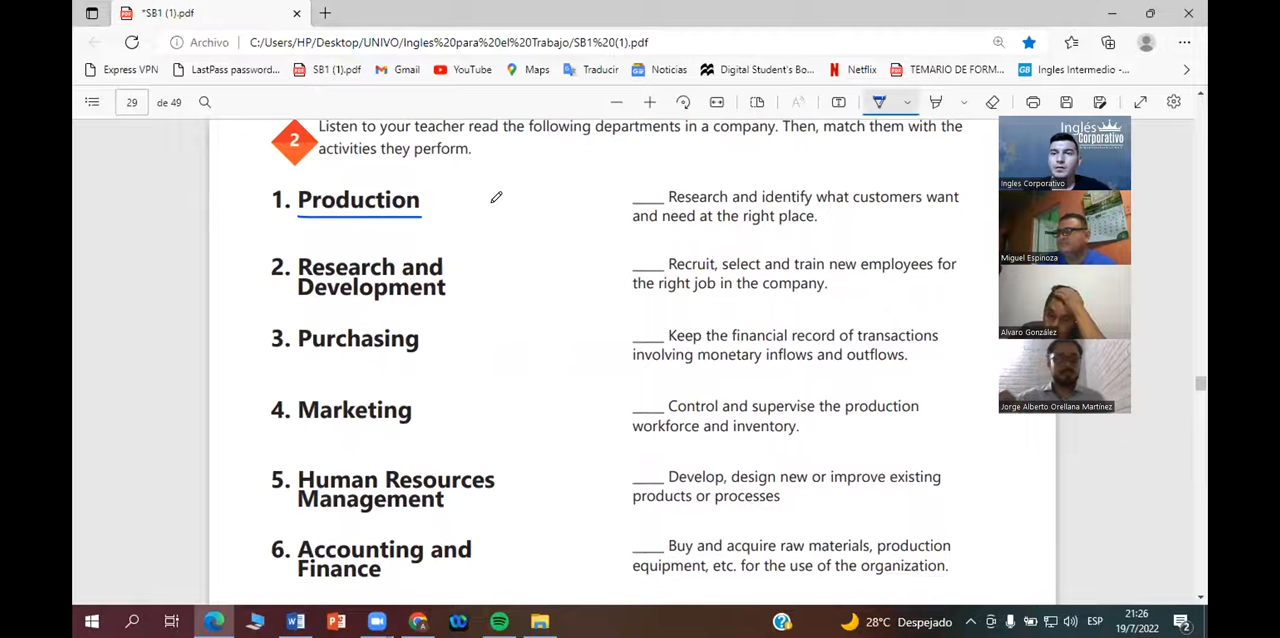 *SB1 (1).pdf
Archivo
C:/Users/HP/Desktop/UNIVO/Ingles%20para%20el%20Trabajo/SB1%20(1).pdf
Express VPN
LastPass password...
SB1 (1).pdf
Gmail
YouTube
Maps
Traducir
Noticias
Digital Student's Bo...
Netflix
TEMARIO DE FORM...
Ingles Intermedio -...
29
de 49
2
Listen to your teacher read the following departments in a company. Then, match them with the
activities they perform.
1. Production
____ Research and identify what customers want
and need at the right place.
2. Research and
Development
____ Recruit, select and train new employees for
the right job in the company.
3. Purchasing
____ Keep the financial record of transactions
involving monetary inflows and outflows.
4. Marketing
____ Control and supervise the production
workforce and inventory.
5. Human Resources
Management
____ Develop, design new or improve existing
products or processes
6. Accounting and
Finance
____ Buy and acquire raw materials, production
equipment, etc. for the use of the organization.
Inglés
Corporativo
Ingles Corporativo
Miguel Espinoza
Alvaro González
Jorge Alberto Orellana Martínez
28°C Despejado
ESP
21:26
19/7/2022
2